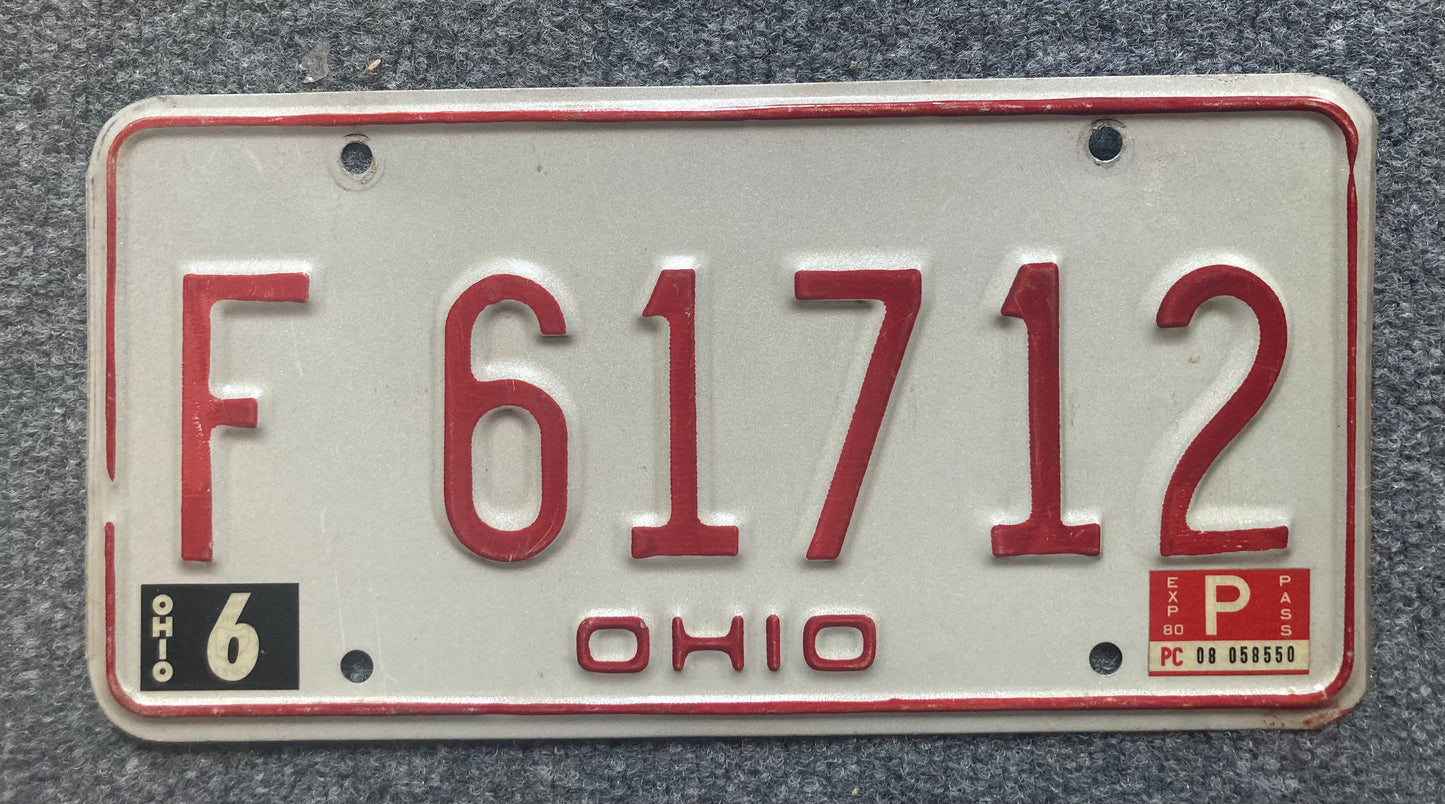 F 61712
OHIO 6
OHIO
EXP 80 P PASS
PC 08 058550